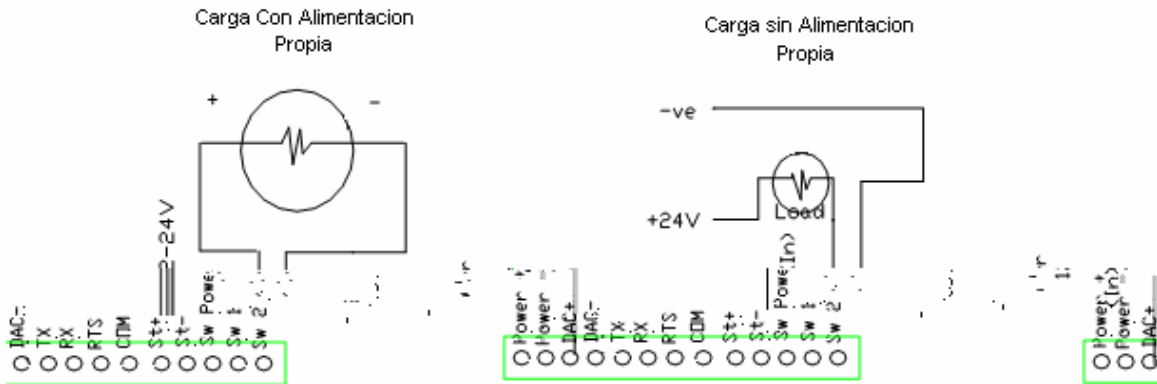 Carga Con Alimentacion
Propia
+
-
2-24V
DAC-
TX
RX
RTS
COM
St+
St-
Sw Powe
Sw 1
Sw 2
Carga sin Alimentacion
Propia
-ve
+24V
Load
Power +
Power -
DAC+
DAC-
TX
RX
RTS
COM
St+
St-
Sw Powe(In)
Sw 1
Sw 2
Power +
(In)
Power -
DAC+